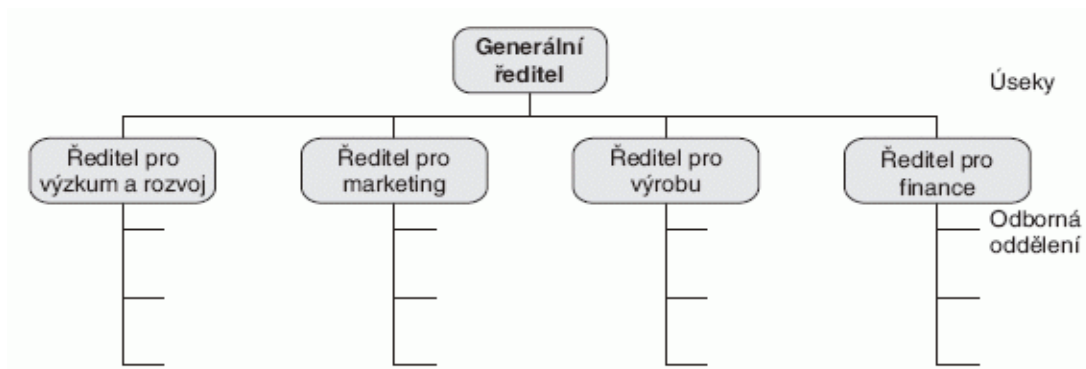 Generální
ředitel
Úseky
Ředitel pro
výzkum a rozvoj
Ředitel pro
marketing
Ředitel pro
výrobu
Ředitel pro
finance
Odborná
oddělení